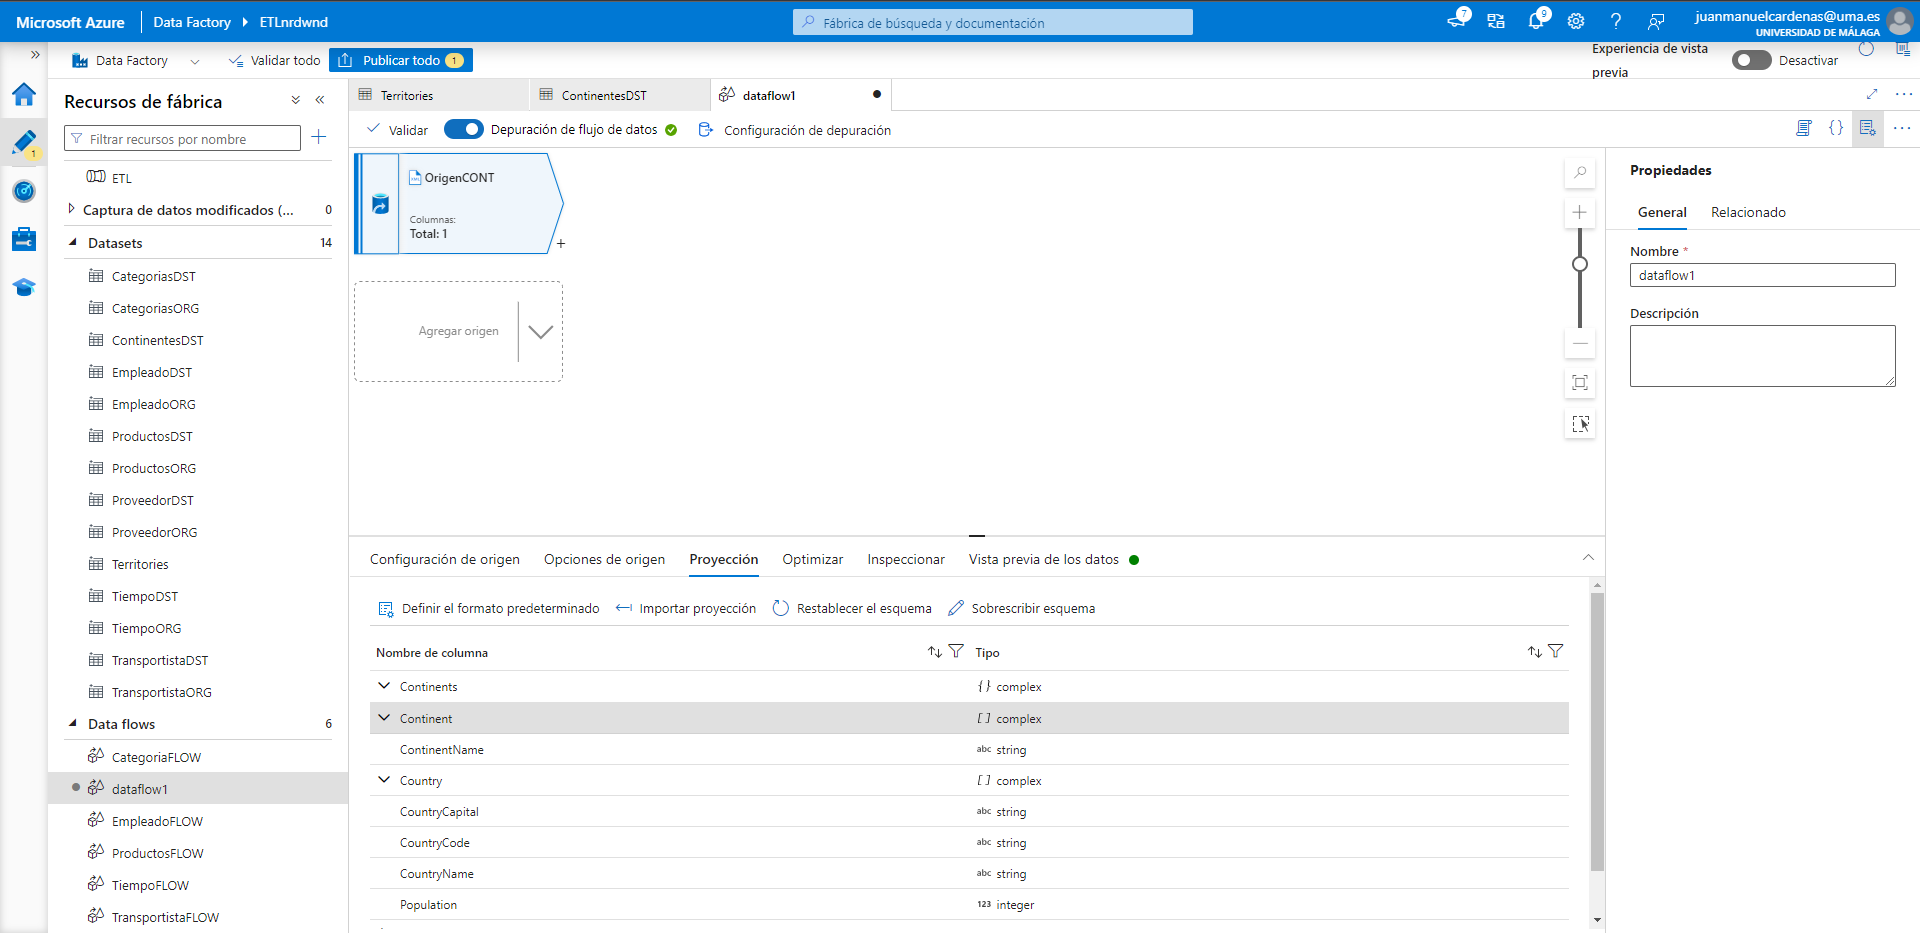 Microsoft Azure
Data Factory
ETLnrdwnd
Fábrica de búsqueda y documentación
7
9
juanmanuelcardenas@uma.es
UNIVERSIDAD DE MÁLAGA
Data Factory
Validar todo
Publicar todo
1
Experiencia de vista previa
Desactivar
Recursos de fábrica
Territories
ContinentesDST
dataflow1
Filtrar recursos por nombre
1
Validar
Depuración de flujo de datos
Configuración de depuración
ETL
Captura de datos modificados (...
0
Datasets
14
CategoriasDST
CategoriasORG
ContinentesDST
EmpleadoDST
EmpleadoORG
ProductosDST
ProductosORG
ProveedorDST
ProveedorORG
Territories
TiempoDST
TiempoORG
TransportistaDST
TransportistaORG
Data flows
6
CategoriaFLOW
dataflow1
EmpleadoFLOW
ProductosFLOW
TiempoFLOW
TransportistaFLOW
OrigenCONT
Columnas:
Total: 1
+
Agregar origen
Propiedades
General
Relacionado
Nombre *
dataflow1
Descripción
Configuración de origen
Opciones de origen
Proyección
Optimizar
Inspeccionar
Vista previa de los datos
Definir el formato predeterminado
Importar proyección
Restablecer el esquema
Sobrescribir esquema
Nombre de columna
Tipo
Continents
{ } complex
Continent
[ ] complex
ContinentName
abc string
Country
[ ] complex
CountryCapital
abc string
CountryCode
abc string
CountryName
abc string
Population
123 integer